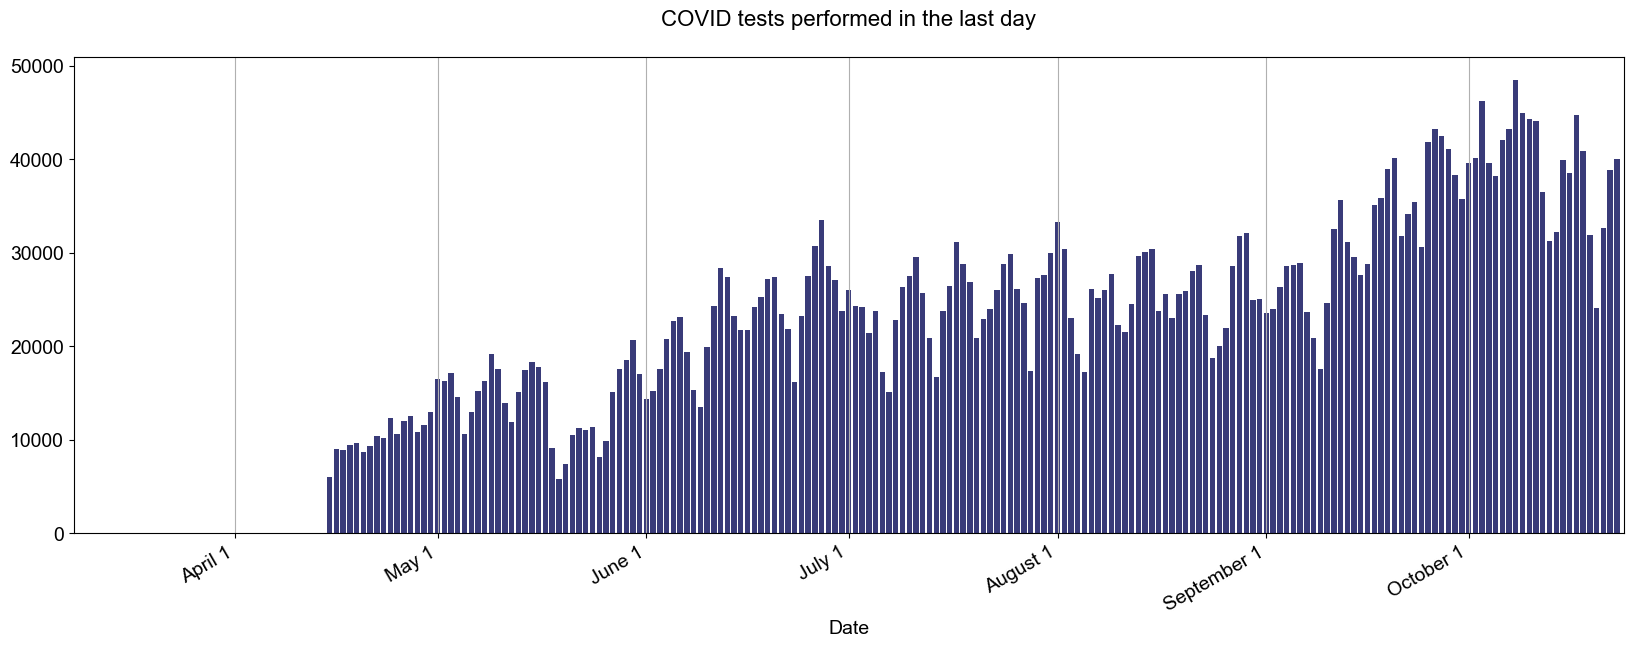 COVID tests performed in the last day
50000
40000
30000
20000
10000
0
April 1
May 1
June 1
July 1
August 1
September 1
October 1
Date